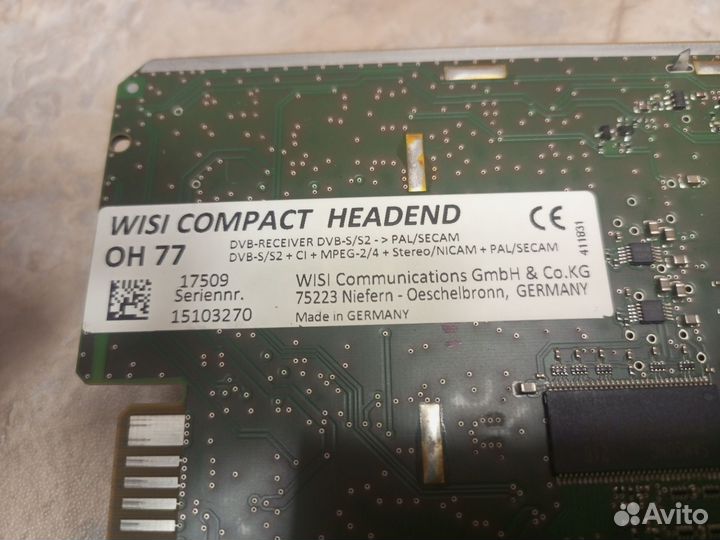 WISI COMPACT HEADEND
OH 77
DVB-RECEIVER DVB-S/S2 -> PAL/SECAM
DVB-S/S2 + CI + MPEG-2/4 + Stereo/NICAM + PAL/SECAM
CE
411831
17509
Seriennr.
15103270
WISI Communications GmbH & Co.KG
75223 Niefern - Oeschelbronn, GERMANY
Made in GERMANY
Avito